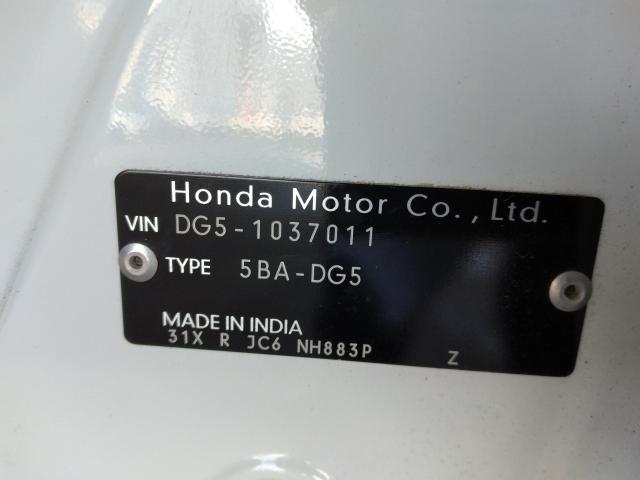 Honda Motor Co., Ltd.
VIN DG5-1037011
TYPE 5BA-DG5
MADE IN INDIA
31X R JC6 NH883P Z